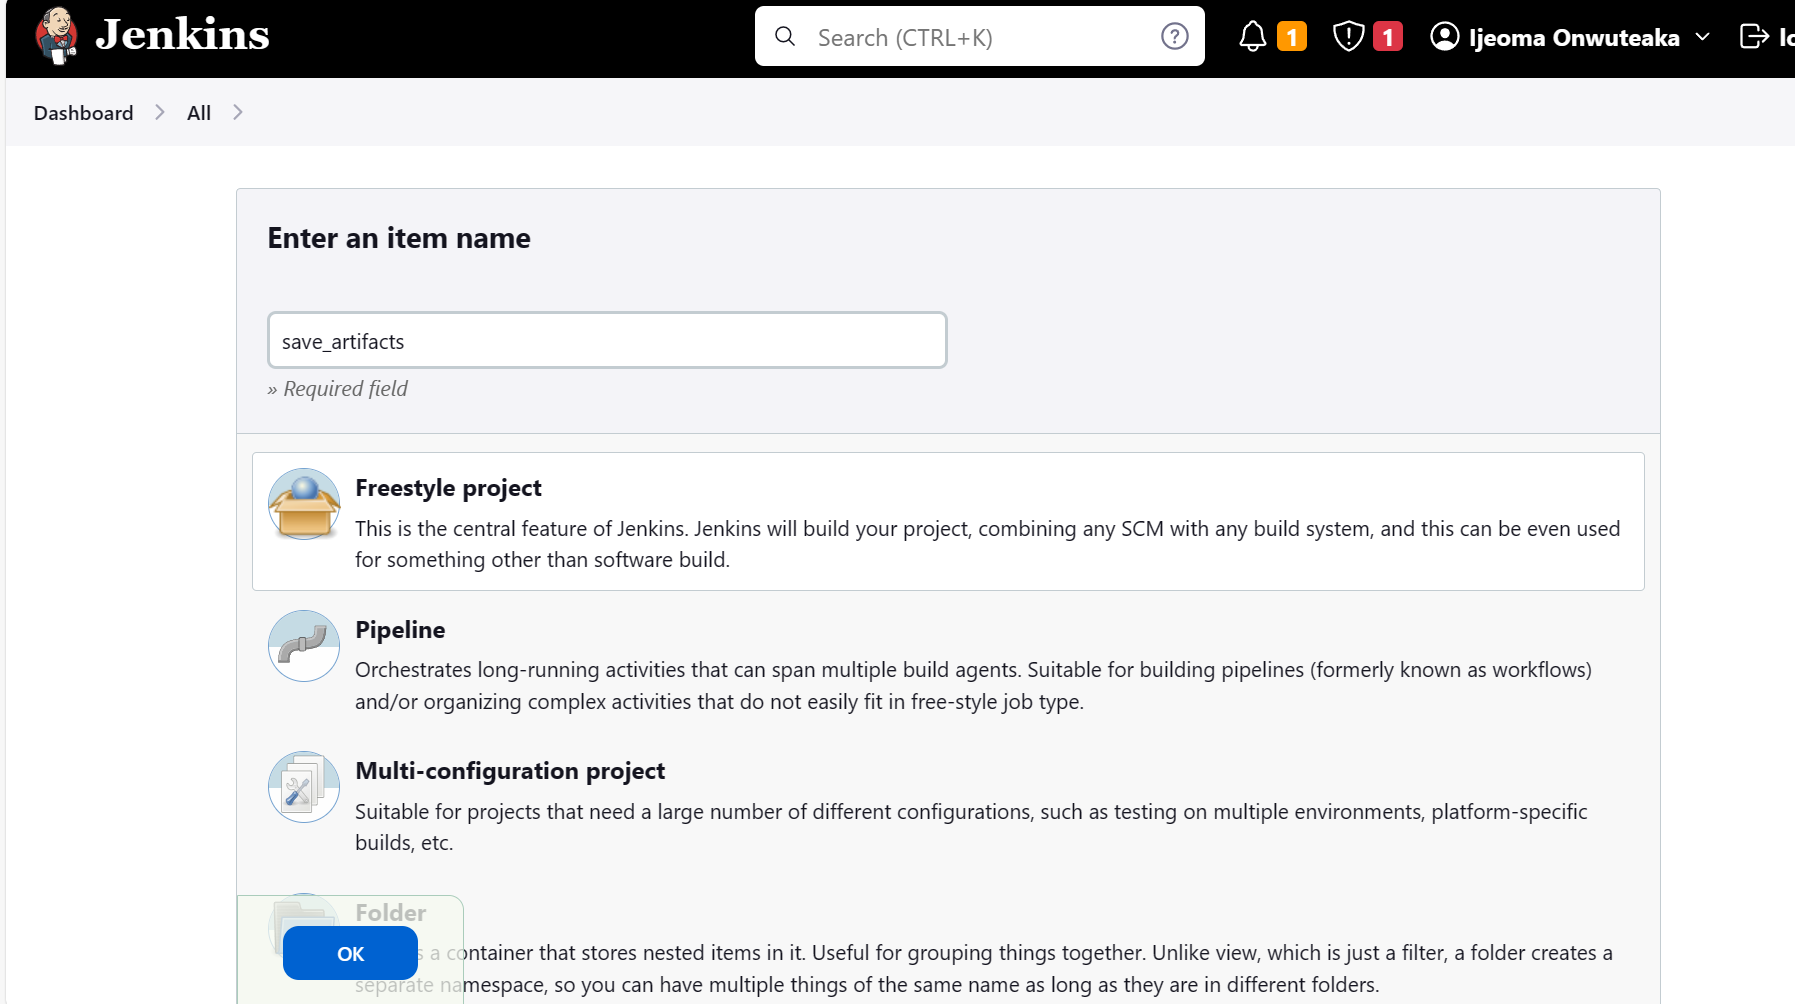 Jenkins
Search (CTRL+K)
1
1
Ijeoma Onwuteaka
Dashboard
All
Enter an item name
save_artifacts
» Required field
Freestyle project
This is the central feature of Jenkins. Jenkins will build your project, combining any SCM with any build system, and this can be even used
for something other than software build.
Pipeline
Orchestrates long-running activities that can span multiple build agents. Suitable for building pipelines (formerly known as workflows)
and/or organizing complex activities that do not easily fit in free-style job type.
Multi-configuration project
Suitable for projects that need a large number of different configurations, such as testing on multiple environments, platform-specific
builds, etc.
Folder
OK
a container that stores nested items in it. Useful for grouping things together. Unlike view, which is just a filter, a folder creates a
separate namespace, so you can have multiple things of the same name as long as they are in different folders.